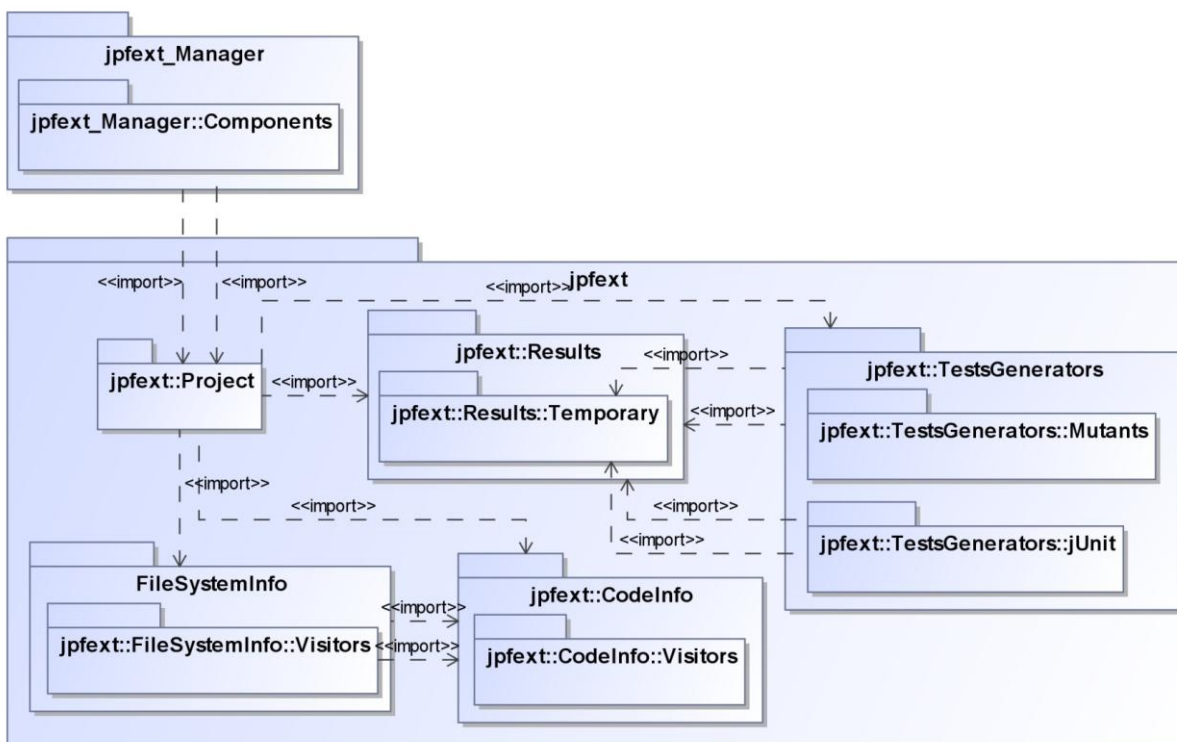 jpfext_Manager
jpfext_Manager::Components
<<import>>
<<import>>
<<import>>
jpfext
jpfext::Project
<<import>>
jpfext::Results
jpfext::Results::Temporary
<<import>>
<<import>>
jpfext::TestsGenerators
jpfext::TestsGenerators::Mutants
<<import>>
<<import>>
<<import>>
<<import>>
jpfext::TestsGenerators::jUnit
FileSystemInfo
jpfext::FileSystemInfo::Visitors
<<import>>
<<import>>
jpfext::CodeInfo
jpfext::CodeInfo::Visitors